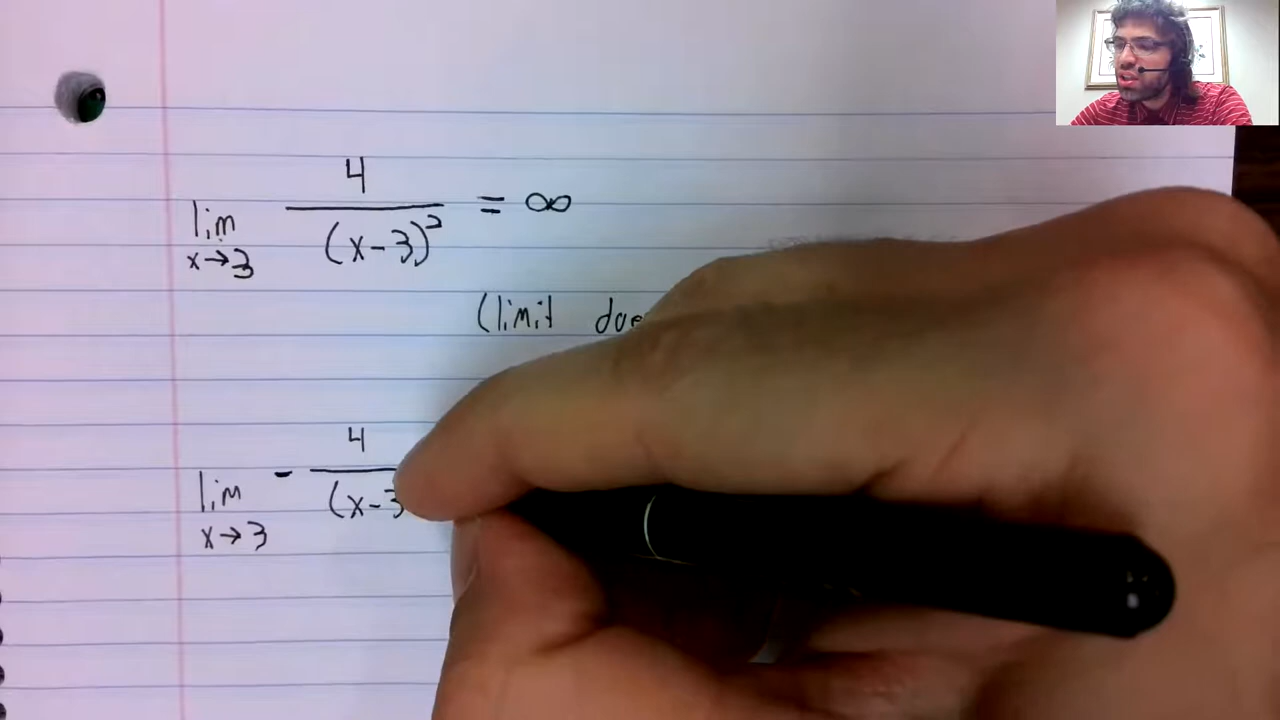 lim x→3 4/(x-3)² = ∞
(limit
lim x→3 - 4/(x-3